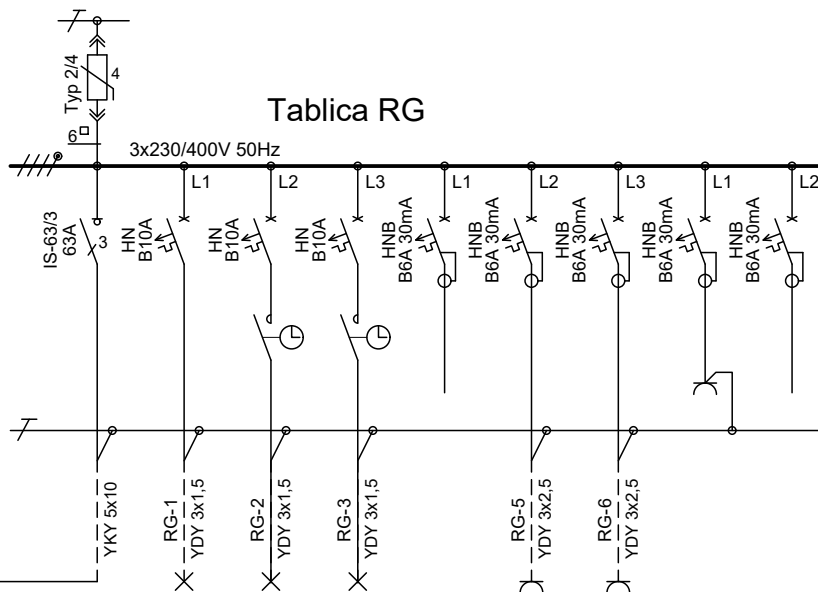 Typ 2/4
4
Tablica RG
6
3x230/400V 50Hz
L1
L2
L3
L1
L2
L3
L1
L2
IS-63/3
63A
3
HN
B10A
HN
B10A
HN
B10A
HNB
B6A 30mA
HNB
B6A 30mA
HNB
B6A 30mA
HNB
B6A 30mA
HNB
B6A 30mA
YKY 5x10
RG-1
YDY 3x1,5
RG-2
YDY 3x1,5
RG-3
YDY 3x1,5
RG-5
YDY 3x2,5
RG-6
YDY 3x2,5